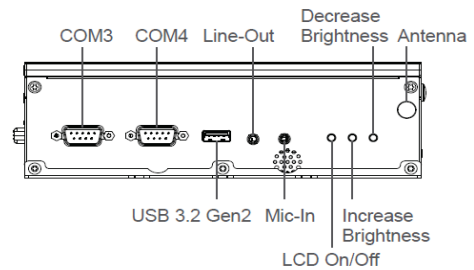 Decrease
COM3 COM4 Line-Out Brightness Antenna
USB 3.2 Gen2 Mic-In Increase
Brightness
LCD On/Off